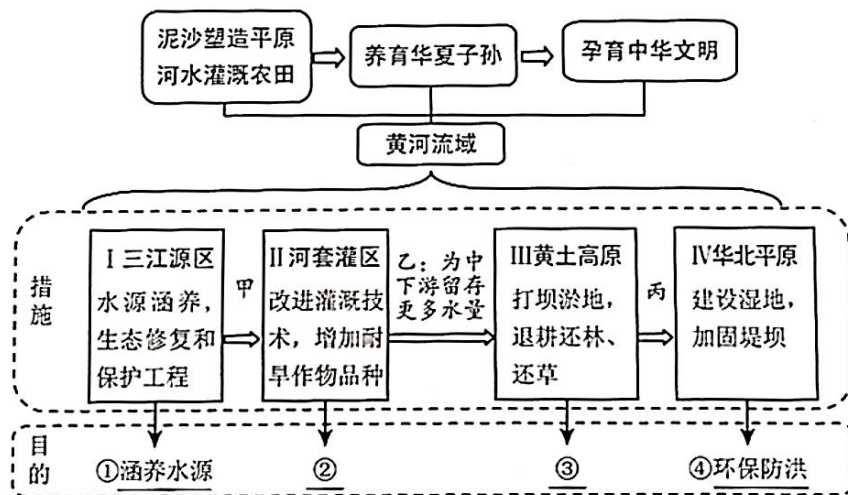 泥沙塑造平原
河水灌溉农田
养育华夏子孙
孕育中华文明
黄河流域
措施
Ⅰ三江源区
水源涵养，
生态修复和
保护工程
甲
Ⅱ河套灌区
改进灌溉技
术，增加耐
旱作物品种
乙：为中
下游留存
更多水量
Ⅲ黄土高原
打坝淤地，
退耕还林、
还草
丙
Ⅳ华北平原
建设湿地，
加固堤坝
目的
①涵养水源
②
③
④环保防洪